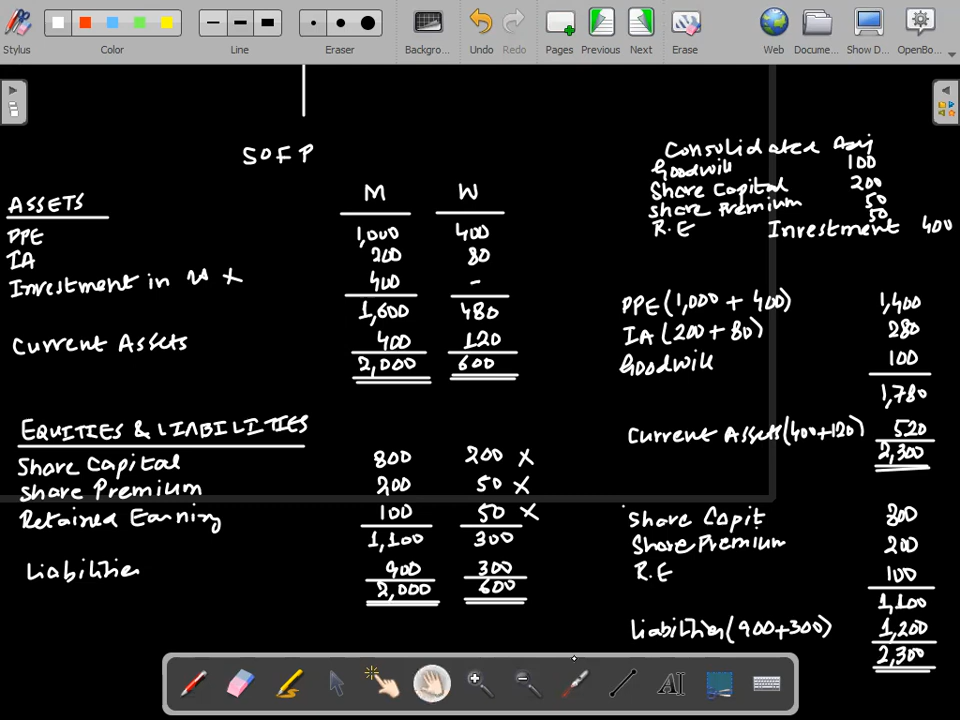 Stylus Color Line Eraser Backgro... Undo Redo Pages Previous Next Erase Web Docume... Show D... OpenBo...
SOFP
ASSETS M W
PPE 1,000 400
IA 200 80
Investment in W X 400 -
1,600 480
Current Assets 400 120
2,000 600
EQUITIES & LIABILITIES
Share Capital 800 200 X
Share Premium 200 50 X
Retained Earning 100 50 X
1,100 300
Liabilities 900 300
2,000 600
Consolidated Adj
Goodwill 100
Share Capital 200
Share Premium 50
R.E 50 Investment 400
PPE (1,000 + 400) 1,400
IA (200 + 80) 280
Goodwill 100
1,780
Current Assets (400+120) 520
2,300
Share Capit 800
Share Premium 200
R.E 100
1,100
Liabilities (900+300) 1,200
2,300